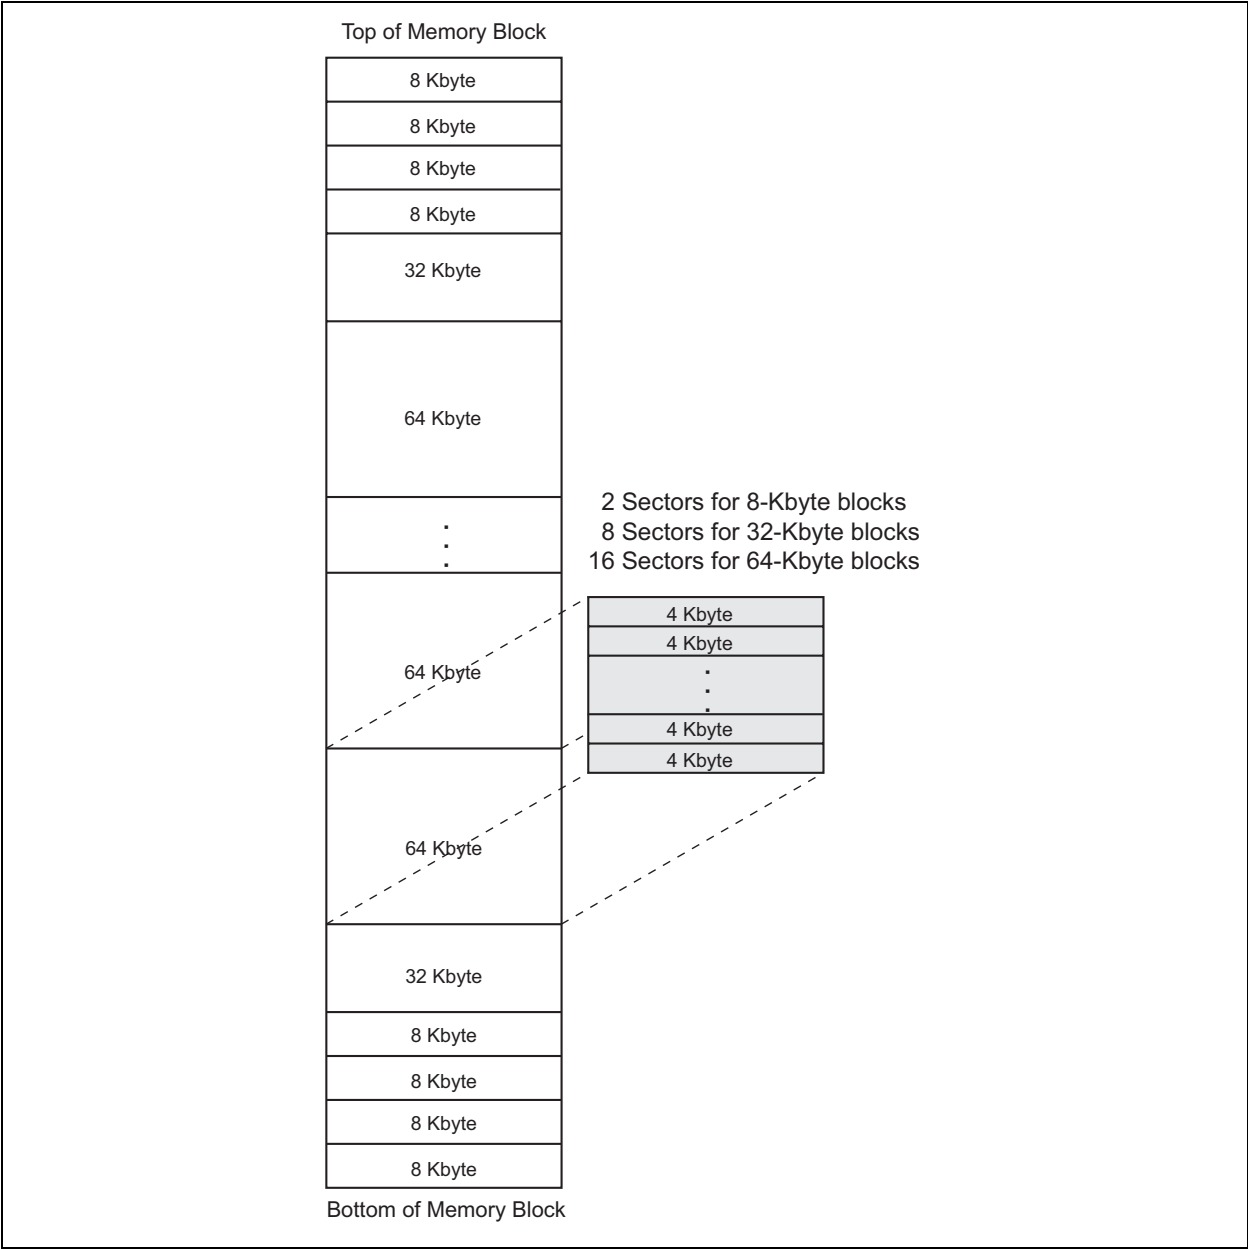 Top of Memory Block
8 Kbyte
8 Kbyte
8 Kbyte
8 Kbyte
32 Kbyte
64 Kbyte
2 Sectors for 8-Kbyte blocks
8 Sectors for 32-Kbyte blocks
16 Sectors for 64-Kbyte blocks
4 Kbyte
4 Kbyte
4 Kbyte
4 Kbyte
64 Kbyte
64 Kbyte
32 Kbyte
8 Kbyte
8 Kbyte
8 Kbyte
8 Kbyte
Bottom of Memory Block